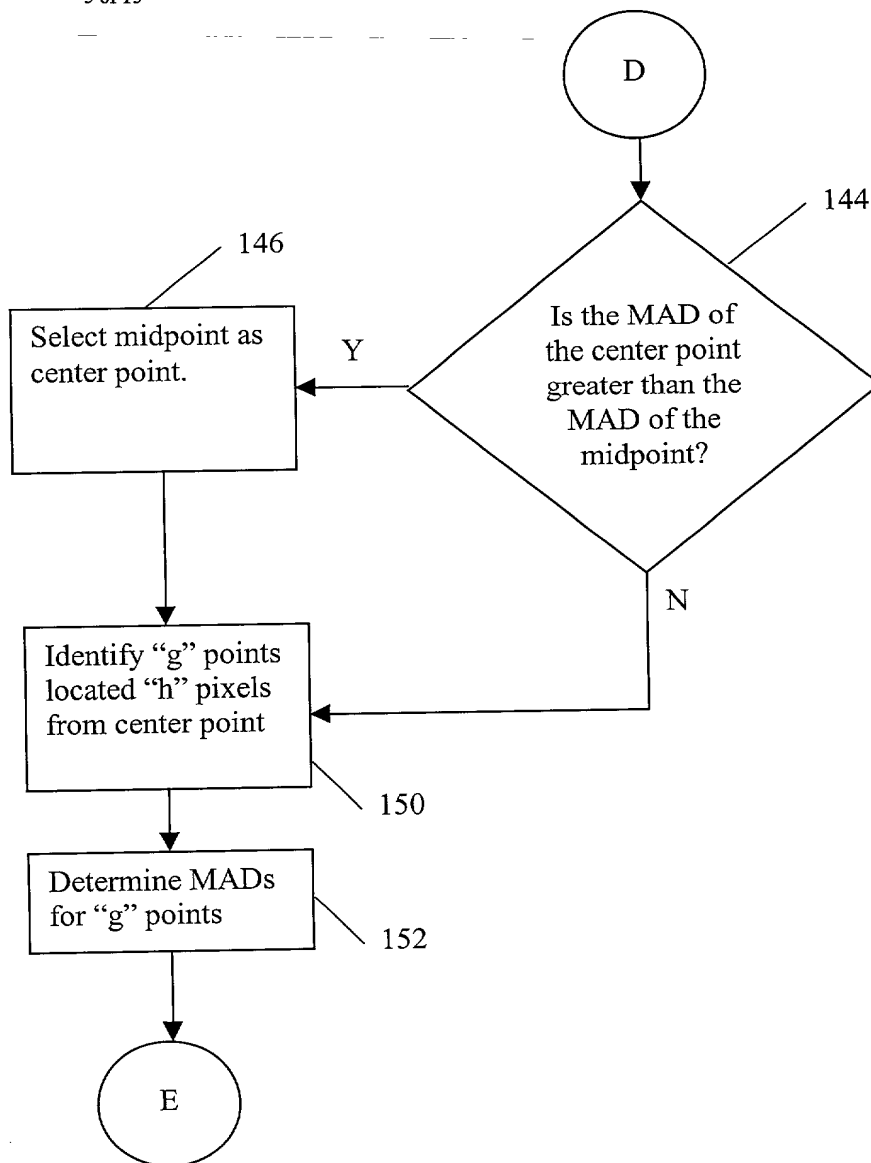 D
144
146
Is the MAD of
the center point
greater than the
MAD of the
midpoint?
Select midpoint as
center point.
Y
N
Identify “g” points
located “h” pixels
from center point
150
Determine MADs
for “g” points
152
E